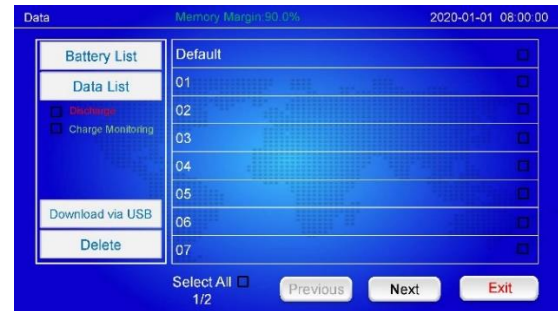 Data Memory Margin:90.0% 2020-01-01 08:00:00
Battery List
Data List
Discharge
Charge Monitoring
Download via USB
Delete
Default
01
02
03
04
05
06
07
Select All
1/2
Previous
Next
Exit